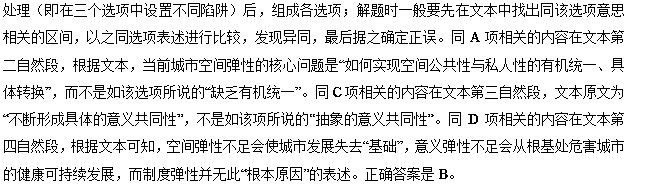 处理（即在三个选项中设置不同陷阱）后，组成各选项；解题时一般要先在文本中找出同该选项意思
相关的区间，以之同选项表述进行比较，发现异同，最后据之确定正误。同 A 项相关的内容在文本第
二自然段，根据文本，当前城市空间弹性的核心问题是“如何实现空间公共性与私人性的有机统一、具
体转换”，而不是如该选项所说的“缺乏有机统一”。同 C 项相关的内容在文本第三自然段，文本原文为
“不断形成具体的意义共同性”，不是如该项所说的“抽象的意义共同性”。同 D 项相关的内容在文本第
四自然段，根据文本可知，空间弹性不足会使城市发展失去“基础”，意义弹性不足会从根基处危害城市
的健康可持续发展，而制度弹性并无此“根本原因”的表述。正确答案是 B。